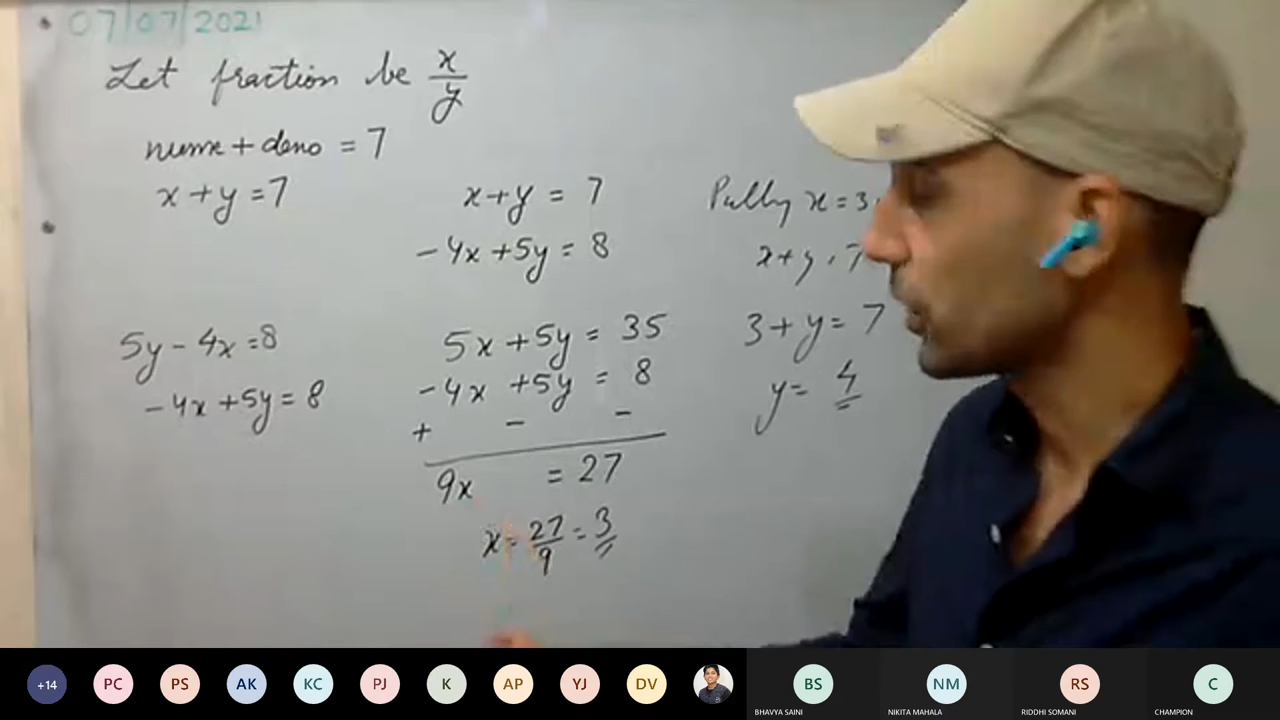 07/07/2021
Let fraction be x/y
nume + deno = 7
x + y = 7
5y - 4x = 8
- 4x + 5y = 8
x + y = 7
- 4x + 5y = 8
5x + 5y = 35
- 4x + 5y = 8
+ - -
9x = 27
x = 27/9 = 3
x = 3
x + y = 7
3 + y = 7
y = 4
+14 PC PS AK KC PJ K AP YJ DV BS NM RS C
BHAVYA SAINI NIKITA MAHALA RIDDHI SOMANI CHAMPION